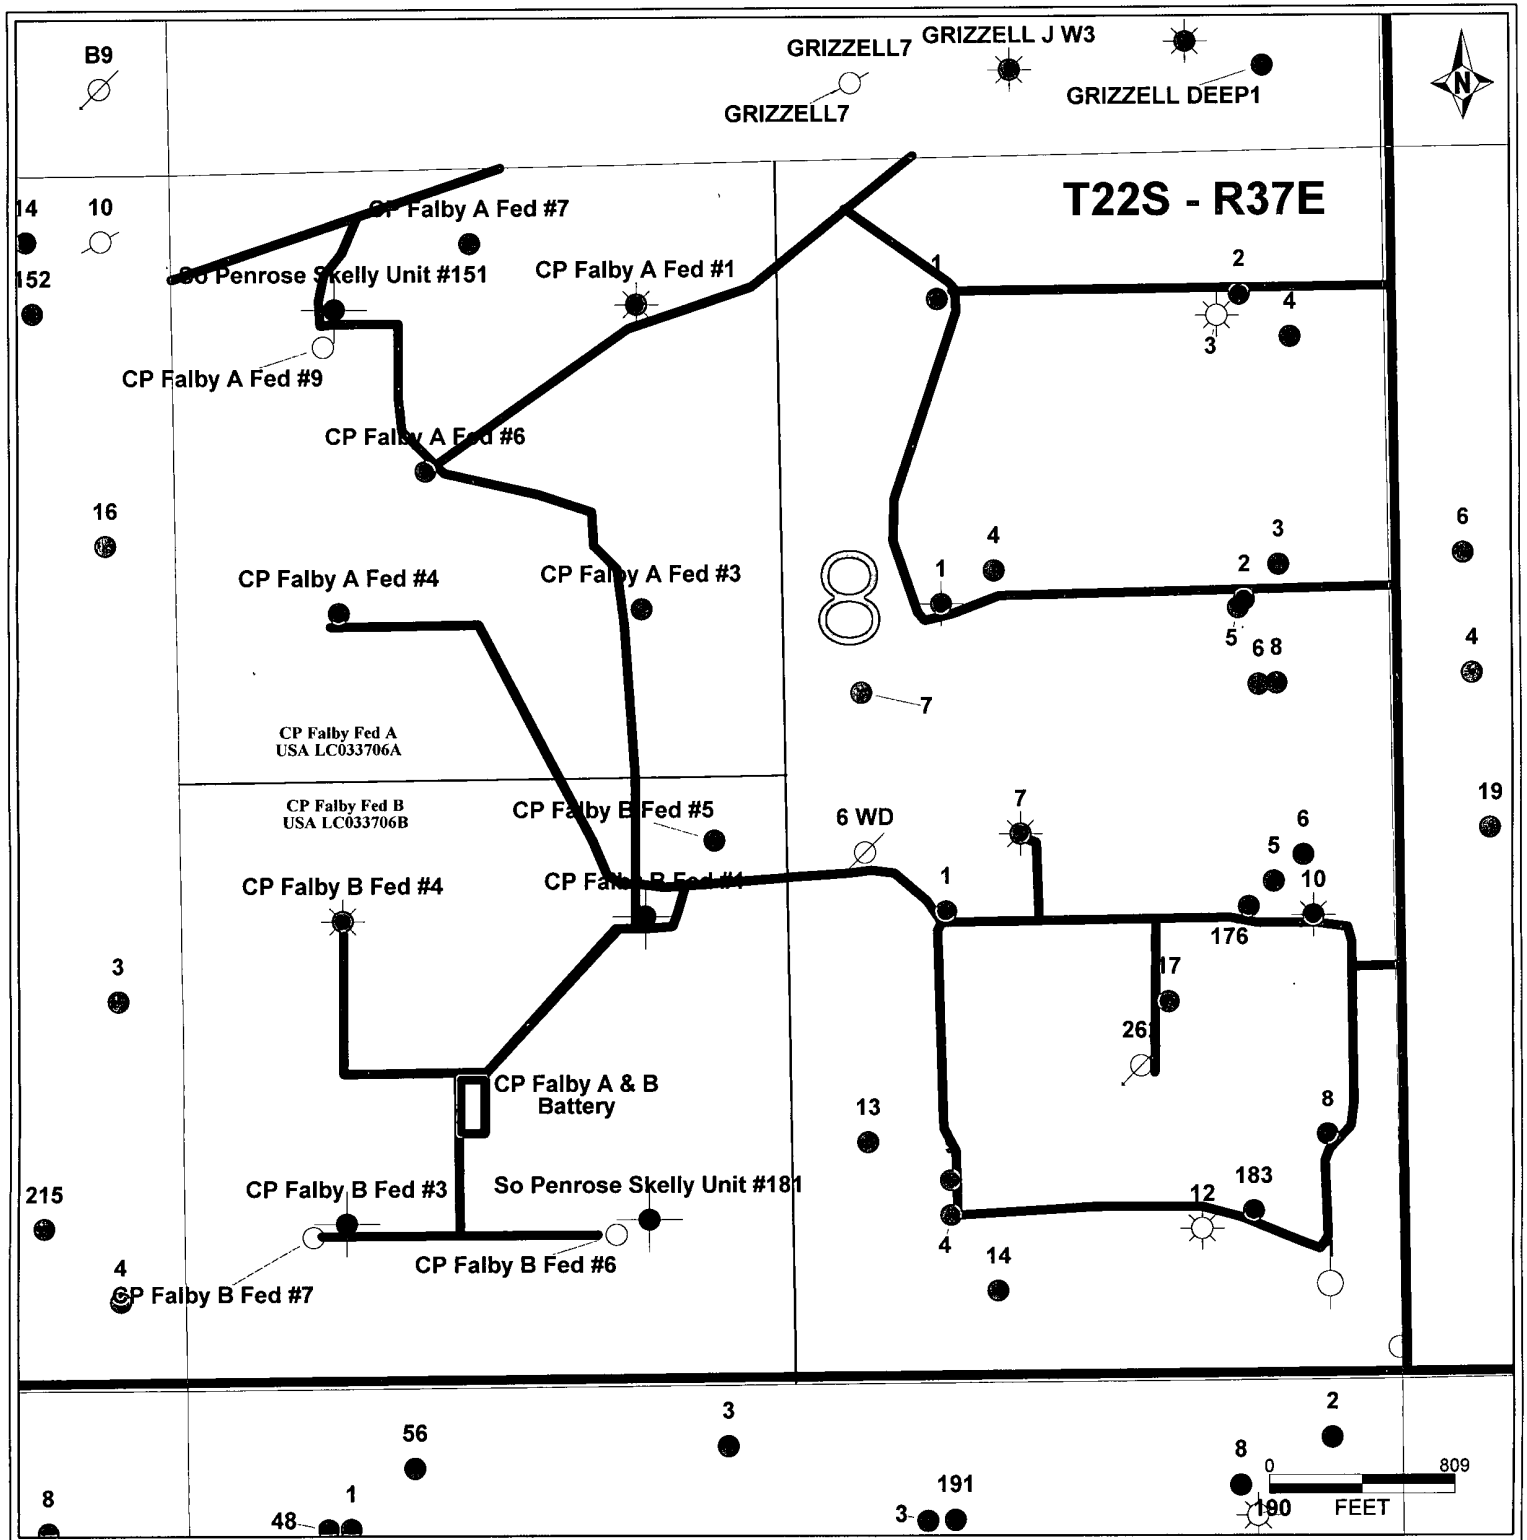 B9
GRIZZELL7
GRIZZELL J W3
GRIZZELL DEEP1
GRIZZELL7
N
T22S - R37E
14
10
CP Falby A Fed #7
152
So Penrose Skelly Unit #151
CP Falby A Fed #1
1
2
4
3
CP Falby A Fed #9
CP Falby A Fed #6
16
4
3
6
CP Falby A Fed #4
CP Falby A Fed #3
1
2
8
5
6 8
4
7
CP Falby Fed A
USA LC033706A
CP Falby Fed B
USA LC033706B
CP Falby B Fed #5
6 WD
7
6
19
5
CP Falby B Fed #4
CP Falby B Fed #1
1
10
176
3
17
CP Falby A & B
Battery
13
8
CP Falby B Fed #3
So Penrose Skelly Unit #181
183
215
12
4
CP Falby B Fed #6
14
4
CP Falby B Fed #7
56
3
2
8
0 809
FEET
8
48
1
3
191
190